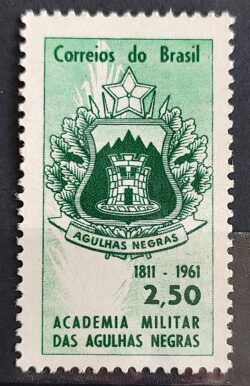 Correios do Brasil
AGULHAS NEGRAS
1811 - 1961
2,50
ACADEMIA MILITAR
DAS AGULHAS NEGRAS